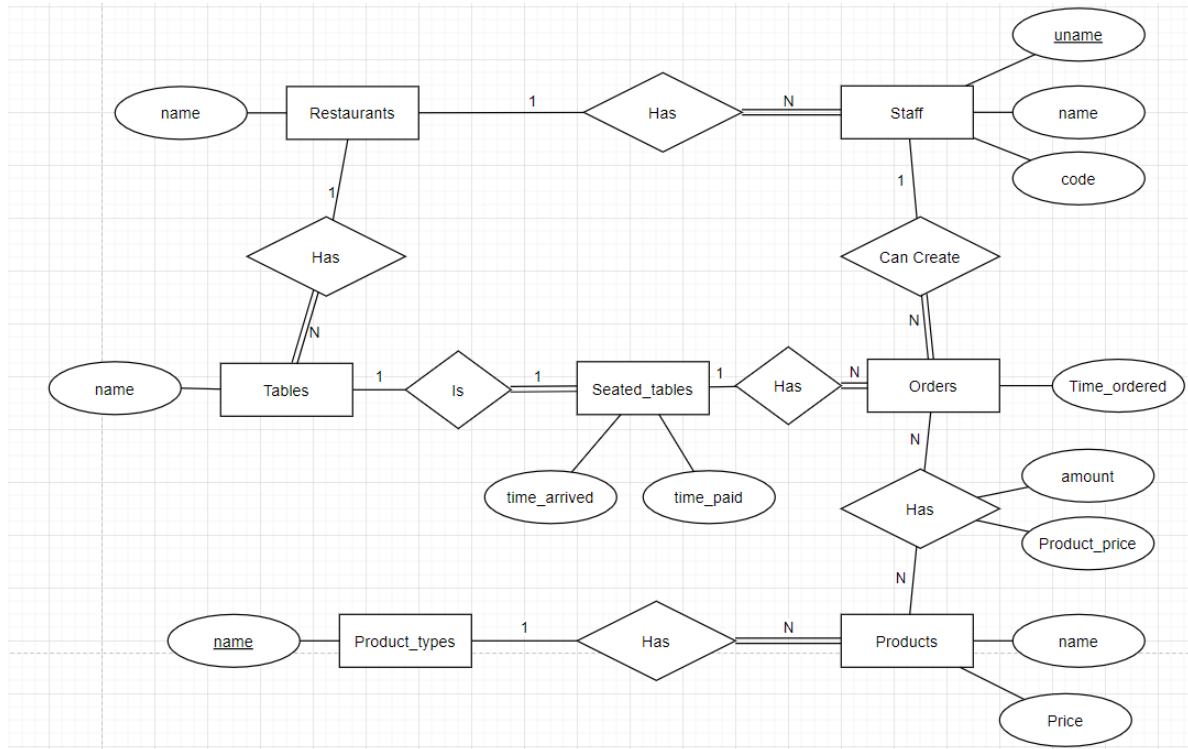 uname
name
Restaurants
1
Has
N
Staff
name
code
1
1
Has
Can Create
N
N
name
Tables
1
Is
1
Seated_tables
1
Has
N
Orders
Time_ordered
N
time_arrived
time_paid
amount
Has
Product_price
N
name
Product_types
1
Has
N
Products
name
Price